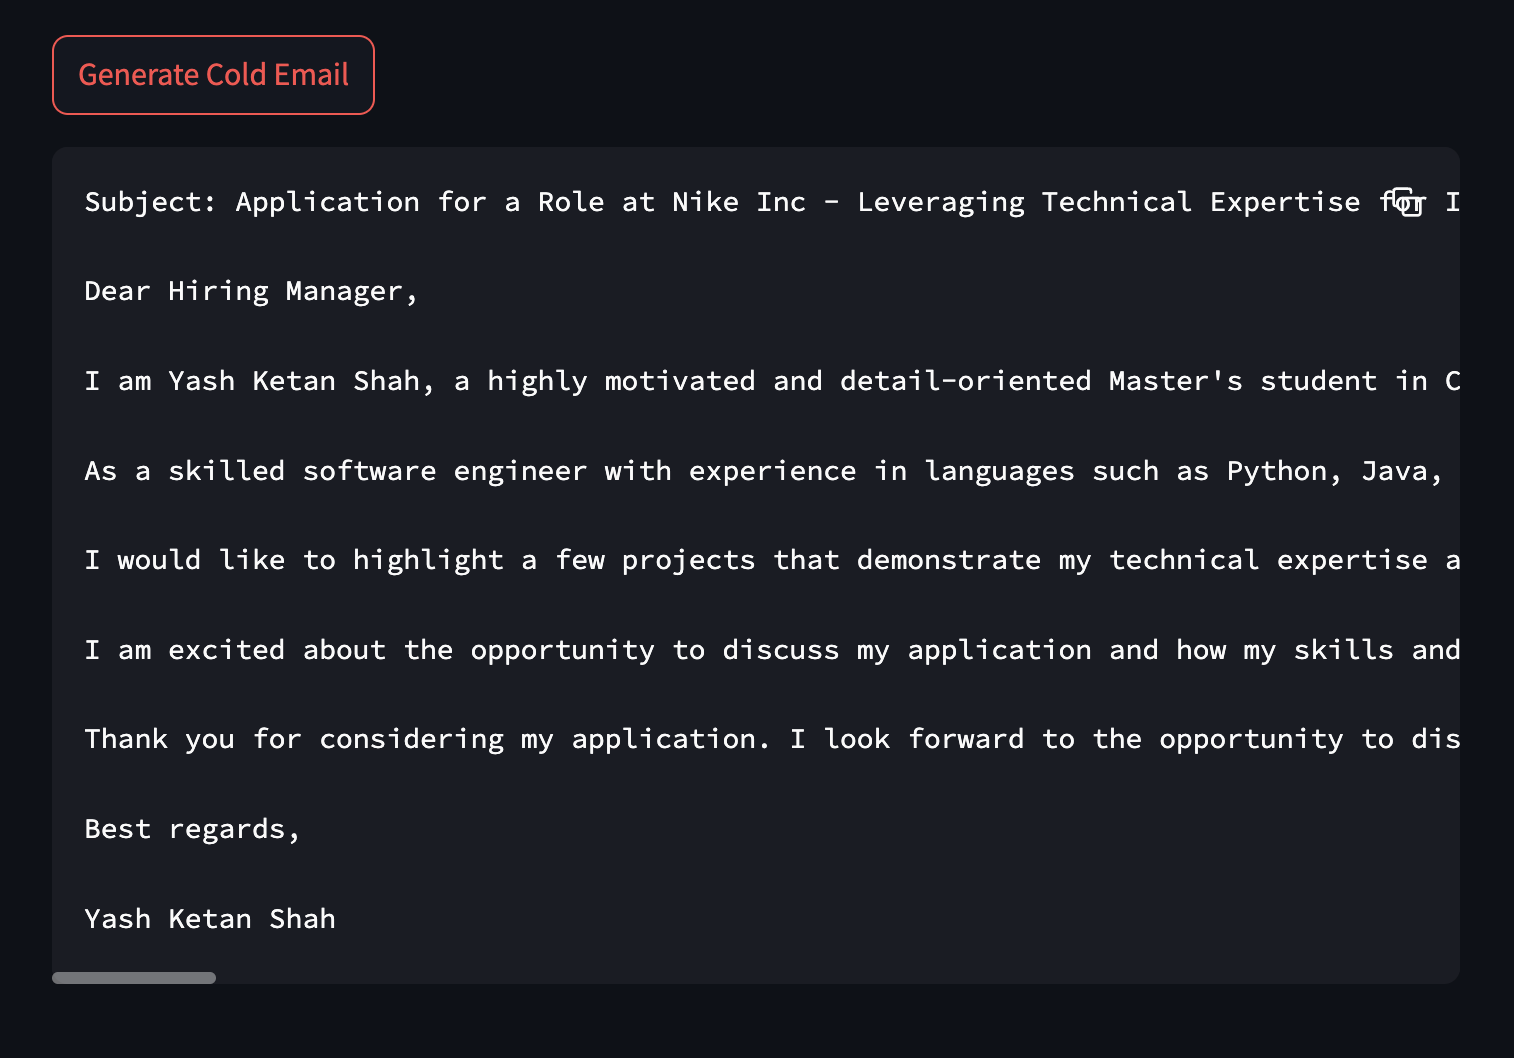 Generate Cold Email
Subject: Application for a Role at Nike Inc - Leveraging Technical Expertise for I
Dear Hiring Manager,
I am Yash Ketan Shah, a highly motivated and detail-oriented Master's student in C
As a skilled software engineer with experience in languages such as Python, Java,
I would like to highlight a few projects that demonstrate my technical expertise a
I am excited about the opportunity to discuss my application and how my skills and
Thank you for considering my application. I look forward to the opportunity to dis
Best regards,
Yash Ketan Shah